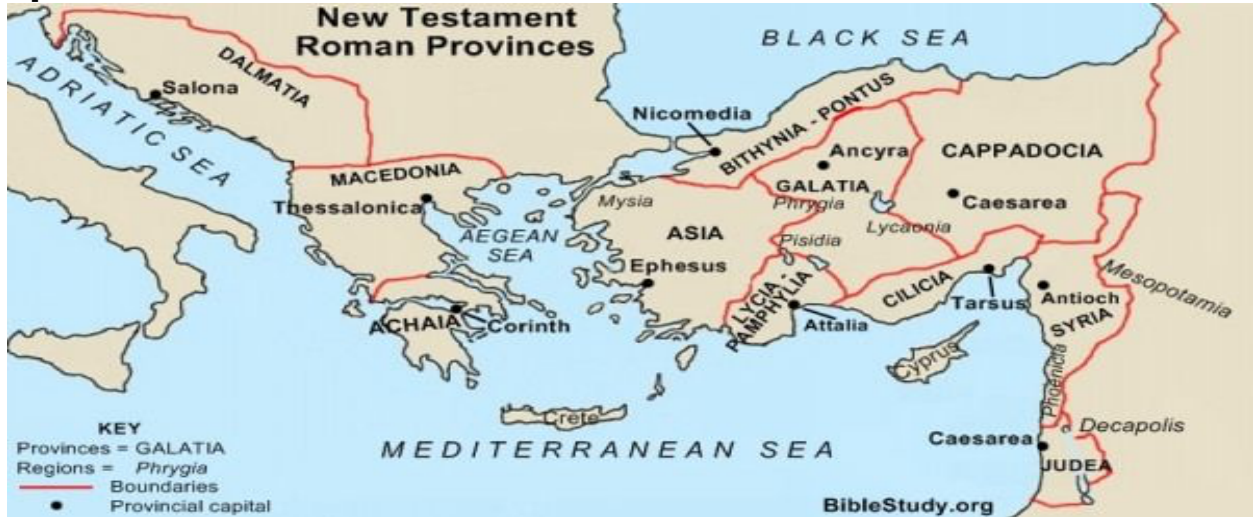 New Testament
Roman Provinces
BLACK SEA
ADRIATIC SEA
DALMATIA
Salona
Nicomedia
BITHYNIA - PONTUS
Ancyra
CAPPADOCIA
MACEDONIA
GALATIA
Thessalonica
Mysia
Phrygia
Caesarea
AEGEAN
SEA
ASIA
Lycaonia
Pisidia
Ephesus
Mesopotamia
LYCIA -
PAMPHYLIA
CILICIA
Tarsus
Antioch
ACHAIA
Corinth
Attalia
SYRIA
Cyprus
Phoenicia
Crete
KEY
Provinces = GALATIA
Regions = Phrygia
Boundaries
Provincial capital
MEDITERRANEAN SEA
Decapolis
Caesarea
JUDEA
BibleStudy.org